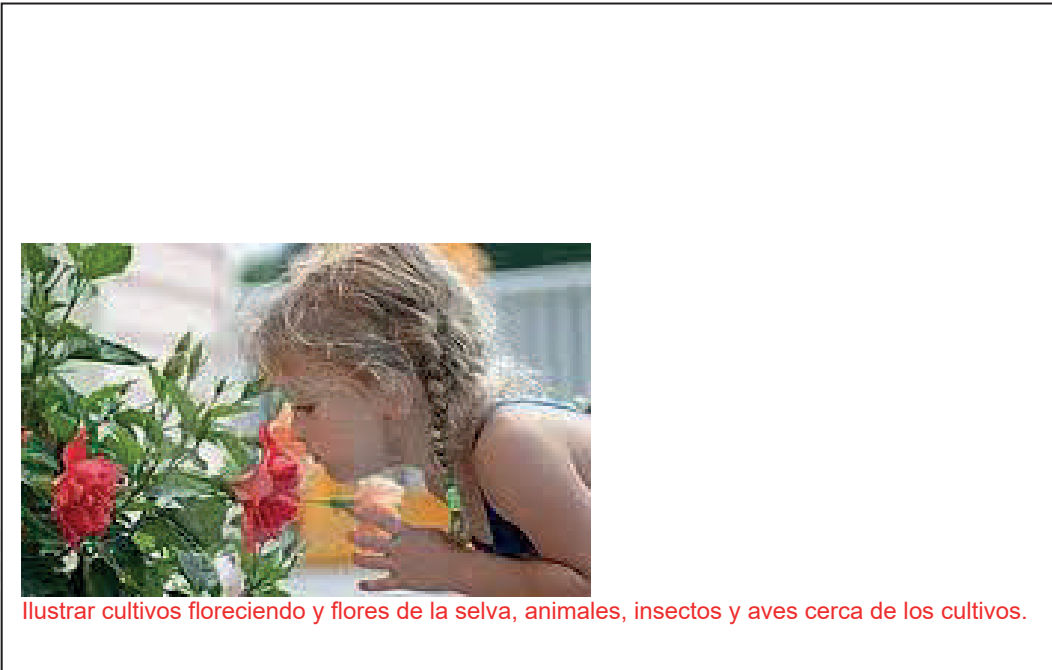 Ilustrar cultivos floreciendo y flores de la selva, animales, insectos y aves cerca de los cultivos.